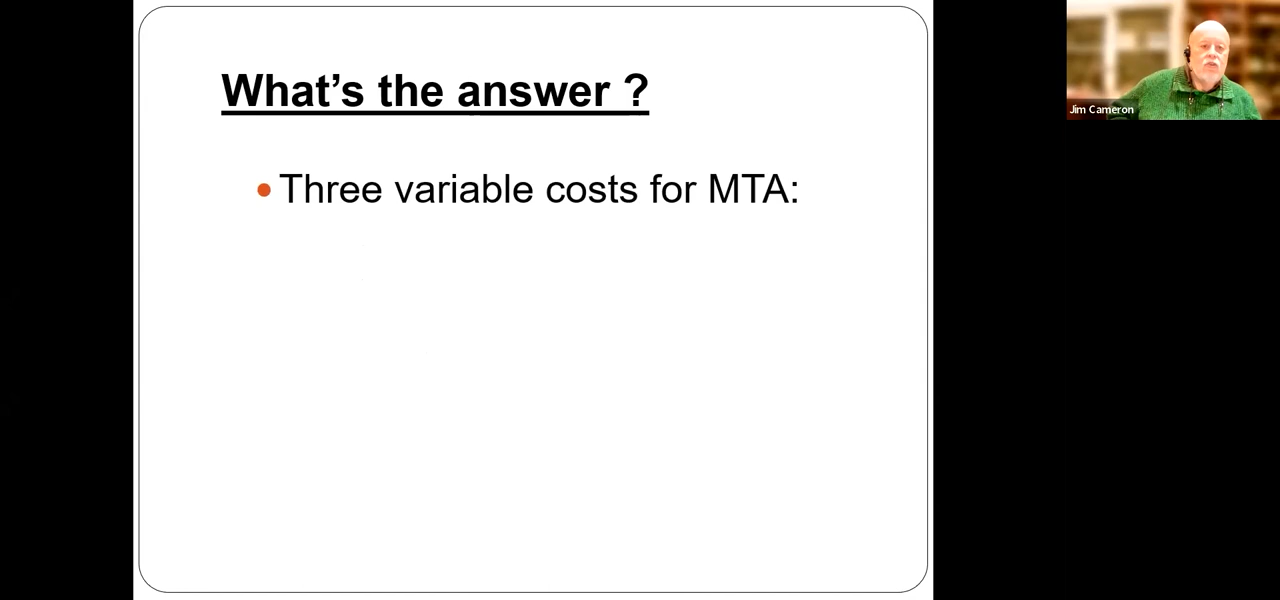 What’s the answer ?
Three variable costs for MTA:
Jim Cameron